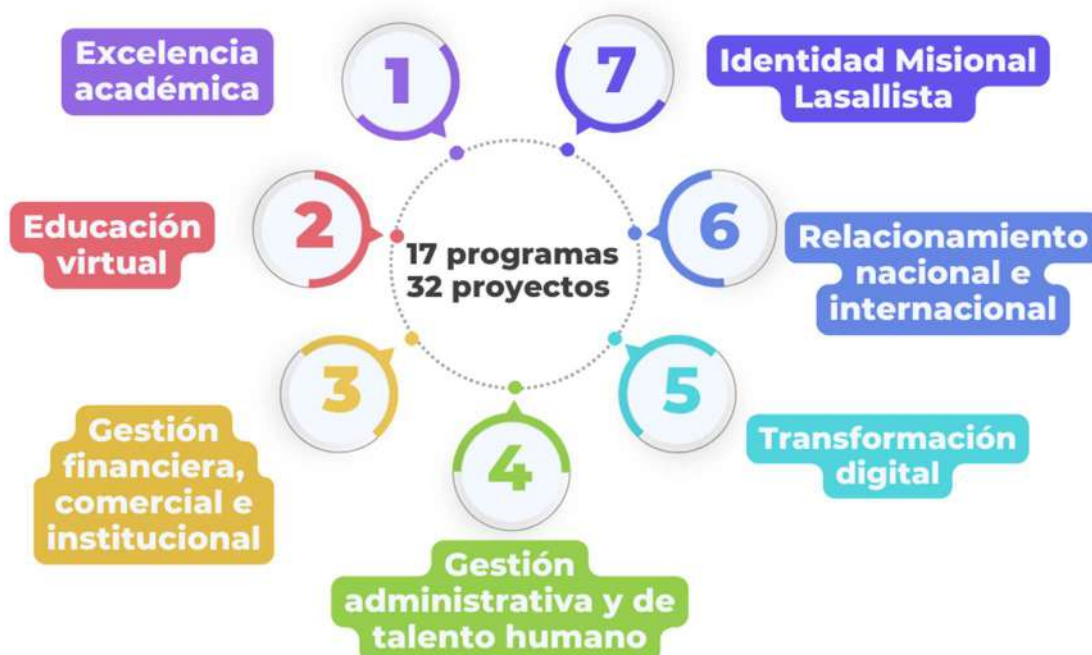 Excelencia
académica
1
7
Identidad Misional
Lasallista
Educación
virtual
2
17 programas
32 proyectos
6
Relacionamiento
nacional e
internacional
3
Gestión
financiera,
comercial e
institucional
4
Gestión
administrativa y de
talento humano
5
Transformación
digital